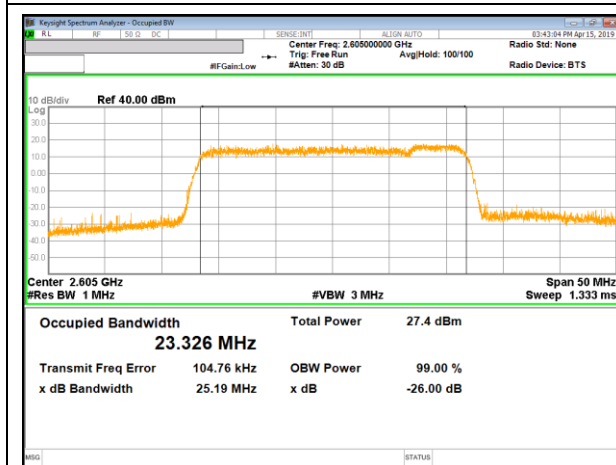 Keysight Spectrum Analyzer - Occupied BW
RL RF 50 Ω DC SENSE:INT ALIGN AUTO 03:43:04 PM Apr 15, 2019
Center Freq: 2.605000000 GHz Radio Std: None
Trig: Free Run Avg|Hold: 100/100
#IFGain:Low #Atten: 30 dB Radio Device: BTS
10 dB/div Ref 40.00 dBm
Log
30.0
20.0
10.0
0.00
-10.0
-20.0
-30.0
-40.0
-50.0
Center 2.605 GHz Span 50 MHz
#Res BW 1 MHz #VBW 3 MHz Sweep 1.333 ms
Occupied Bandwidth Total Power 27.4 dBm
23.326 MHz
Transmit Freq Error 104.76 kHz OBW Power 99.00 %
x dB Bandwidth 25.19 MHz x dB -26.00 dB
MSG STATUS